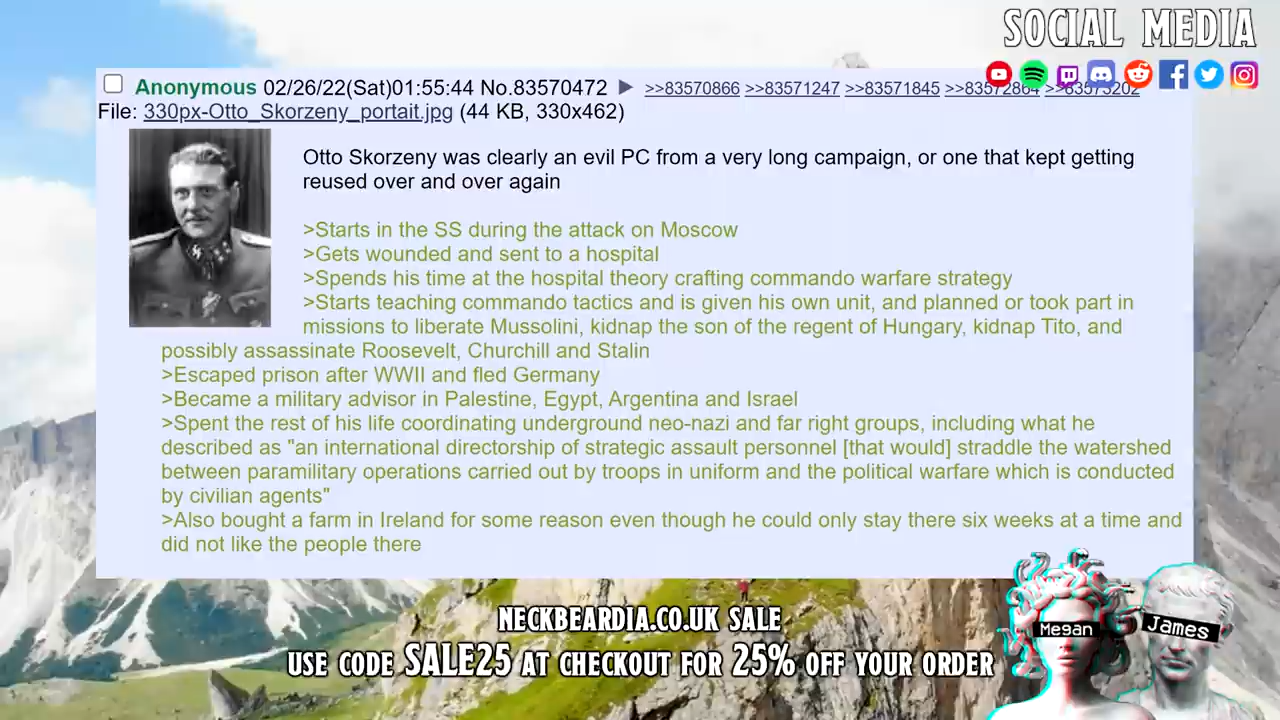 SOCIAL MEDIA
Anonymous 02/26/22(Sat)01:55:44 No.83570472 ▶ >>83570866 >>83571247 >>83571845 >>83572864 >>83573202
File: 330px-Otto_Skorzeny_portait.jpg (44 KB, 330x462)
Otto Skorzeny was clearly an evil PC from a very long campaign, or one that kept getting
reused over and over again
>Starts in the SS during the attack on Moscow
>Gets wounded and sent to a hospital
>Spends his time at the hospital theory crafting commando warfare strategy
>Starts teaching commando tactics and is given his own unit, and planned or took part in
missions to liberate Mussolini, kidnap the son of the regent of Hungary, kidnap Tito, and
possibly assassinate Roosevelt, Churchill and Stalin
>Escaped prison after WWII and fled Germany
>Became a military advisor in Palestine, Egypt, Argentina and Israel
>Spent the rest of his life coordinating underground neo-nazi and far right groups, including what he
described as "an international directorship of strategic assault personnel [that would] straddle the watershed
between paramilitary operations carried out by troops in uniform and the political warfare which is conducted
by civilian agents"
>Also bought a farm in Ireland for some reason even though he could only stay there six weeks at a time and
did not like the people there
NECKBEARDIA.CO.UK SALE
USE CODE SALE25 AT CHECKOUT FOR 25% OFF YOUR ORDER
Megan
James